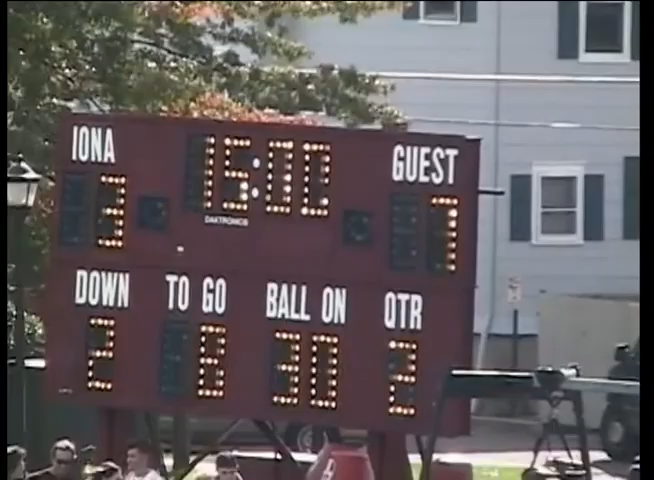 IONA 15:00 GUEST
3 7
DAKTRONICS
DOWN TO GO BALL ON QTR
2 8 30 2